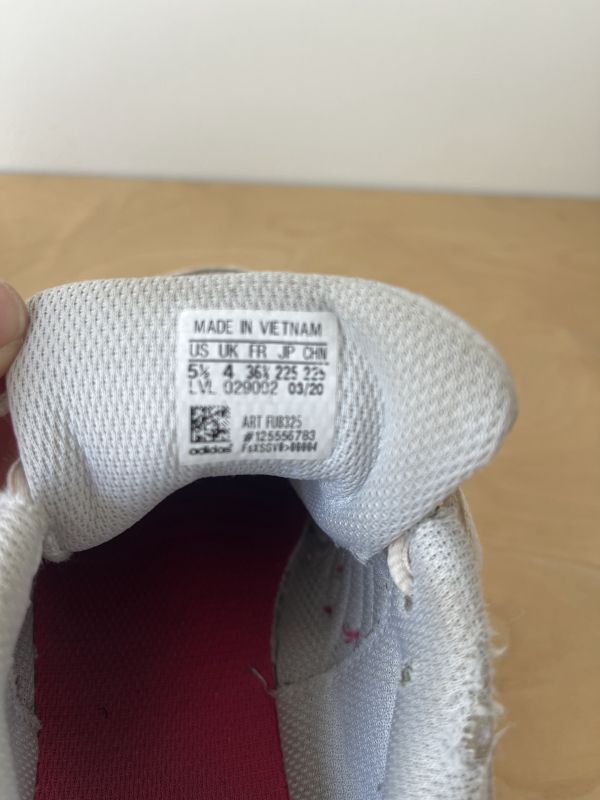 MADE IN VIETNAM
US UK FR JP CHN
5½ 4 36⅔ 225 225
LVL 029002 03/20
ART FU8325
#125556783
adidas